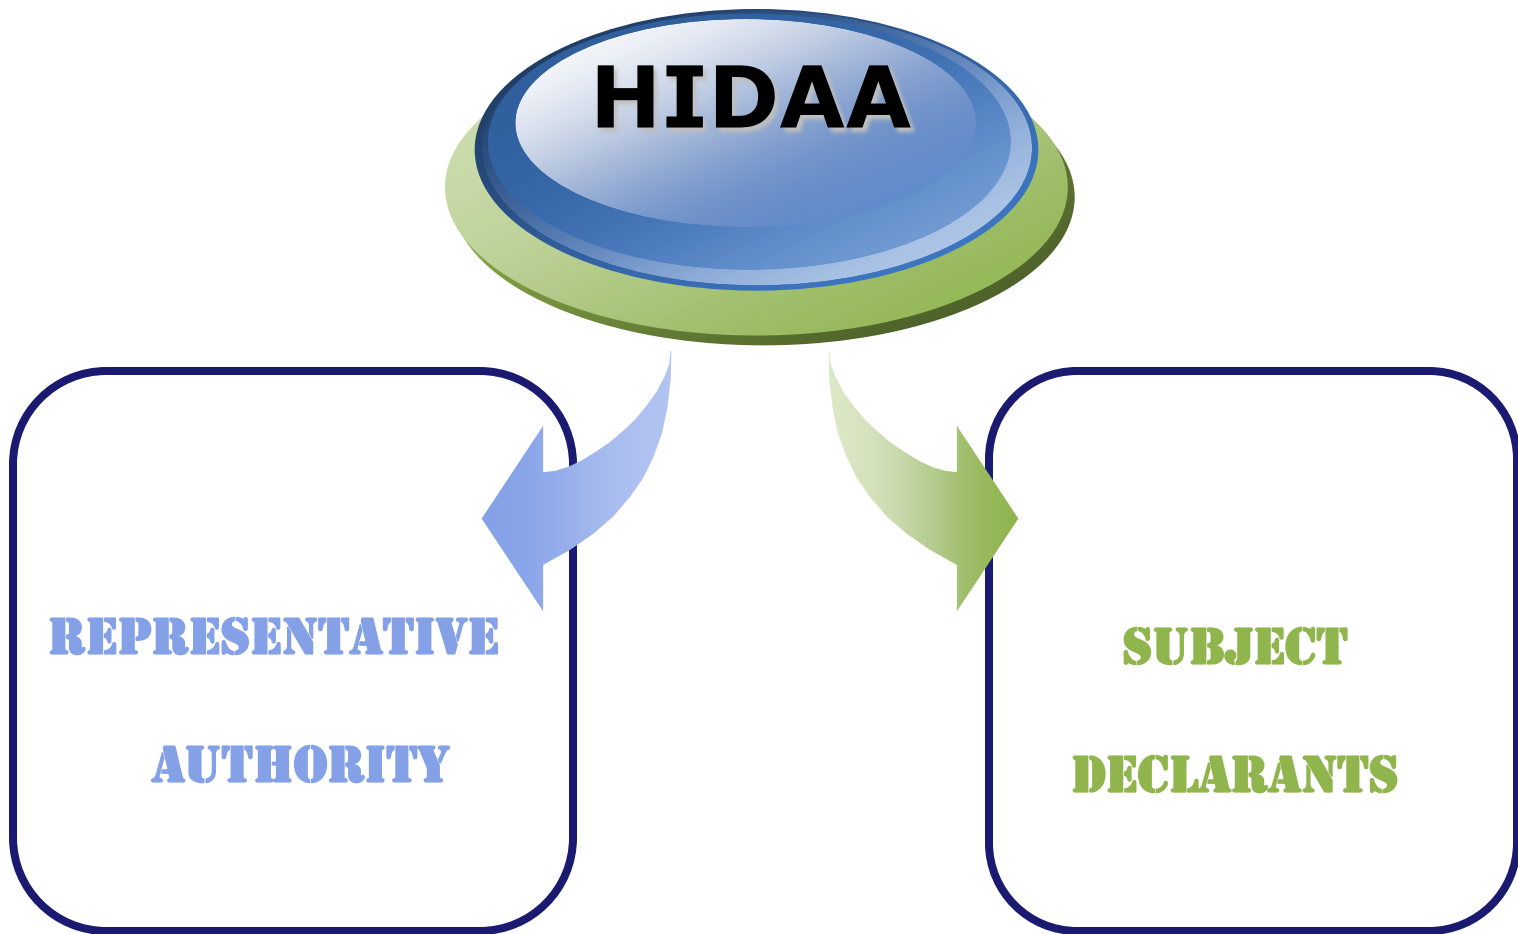 HIDAA
REPRESENTATIVE
AUTHORITY
SUBJECT
DECLARANTS